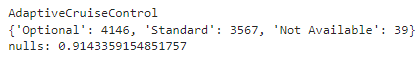 AdaptiveCruiseControl
{'Optional': 4146, 'Standard': 3567, 'Not Available': 39}
nulls: 0.9143359154851757